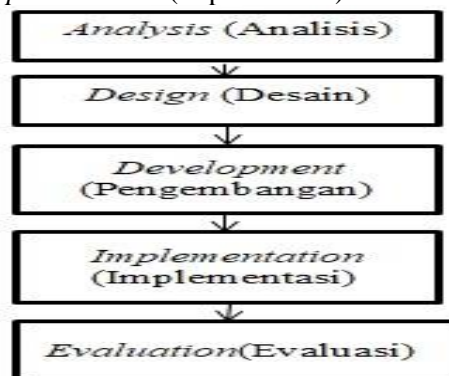 Analysis (Analisis)
Design (Desain)
Development
(Pengembangan)
Implementation
(Implementasi)
Evaluation(Evaluasi)